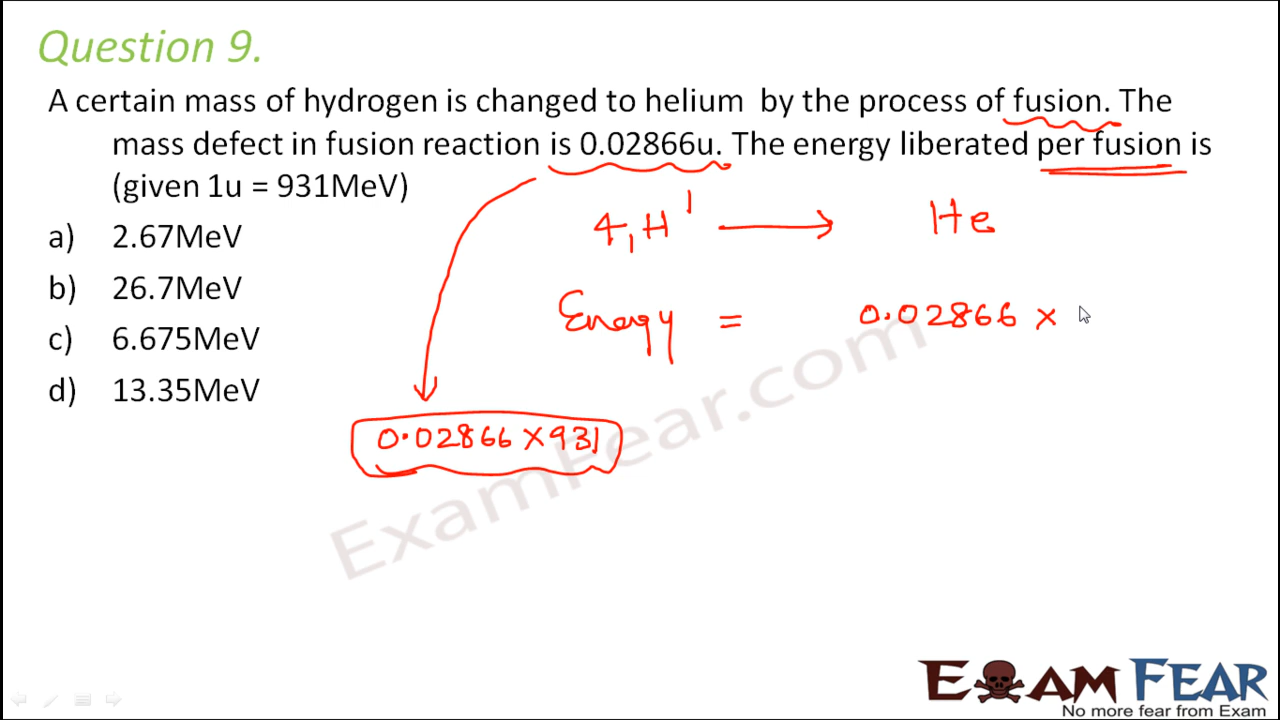 Question 9.
A certain mass of hydrogen is changed to helium by the process of fusion. The
mass defect in fusion reaction is 0.02866u. The energy liberated per fusion is
(given 1u = 931MeV)
a) 2.67MeV
b) 26.7MeV
c) 6.675MeV
d) 13.35MeV
4 ₁H¹ ⟶ He
Energy = 0.02866 ×
0.02866 × 931
ExamFear.com
EXAM FEAR
No more fear from Exam